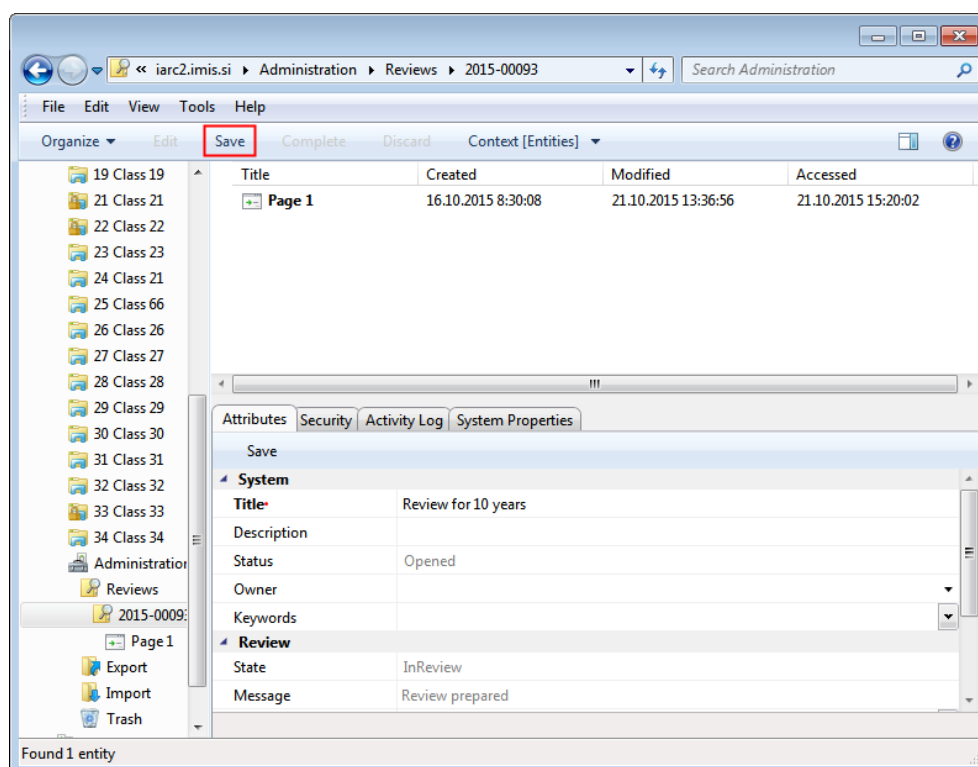 « iarc2.imis.si ▸ Administration ▸ Reviews ▸ 2015-00093 Search Administration
File Edit View Tools Help
Organize Edit Save Complete Discard Context [Entities]
19 Class 19
21 Class 21
22 Class 22
23 Class 23
24 Class 21
25 Class 66
26 Class 26
27 Class 27
28 Class 28
29 Class 29
30 Class 30
31 Class 31
32 Class 32
33 Class 33
34 Class 34
Administration
Reviews
2015-00093
Page 1
Export
Import
Trash
Title Created Modified Accessed
Page 1 16.10.2015 8:30:08 21.10.2015 13:36:56 21.10.2015 15:20:02
Attributes Security Activity Log System Properties
Save
System
Title• Review for 10 years
Description
Status Opened
Owner
Keywords
Review
State InReview
Message Review prepared
Found 1 entity